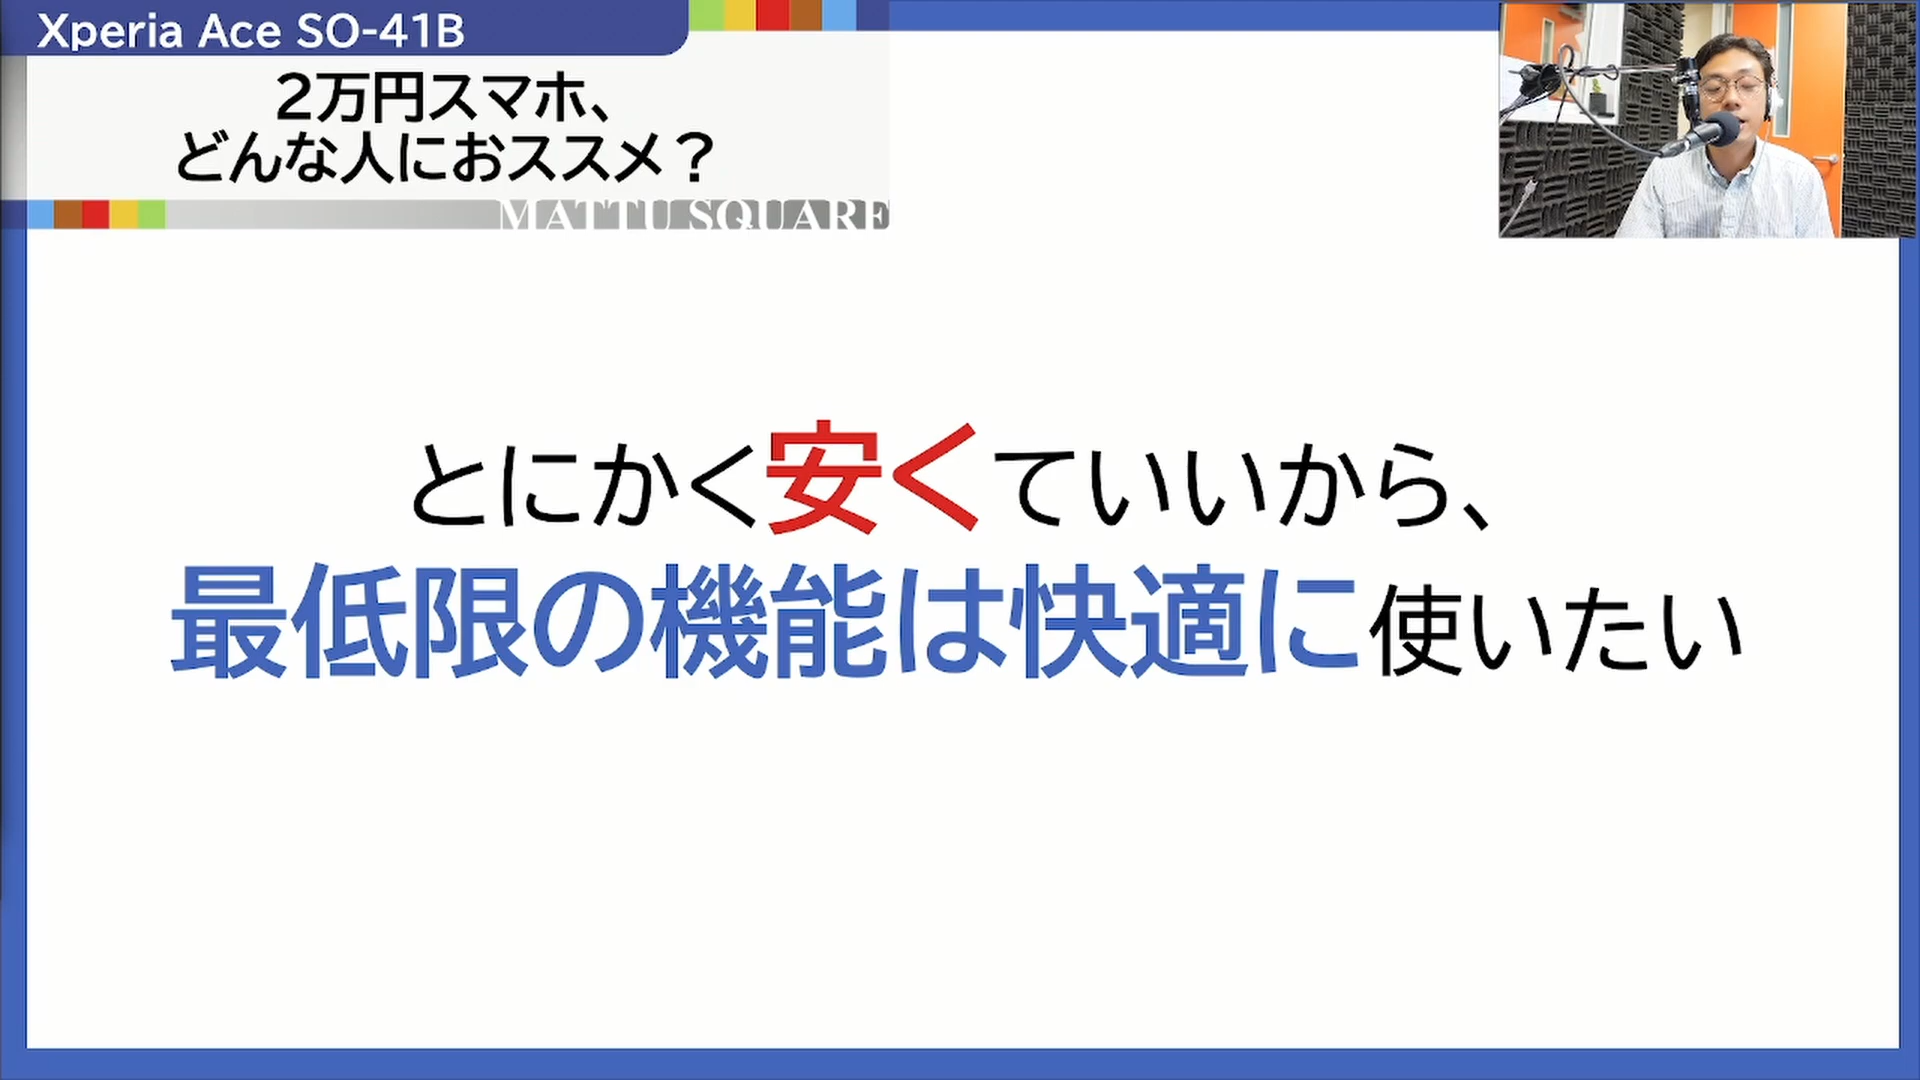 Xperia Ace SO-41B
2万円スマホ、
どんな人におススメ？
MATTU SQUARE
とにかく安くていいから、
最低限の機能は快適に使いたい